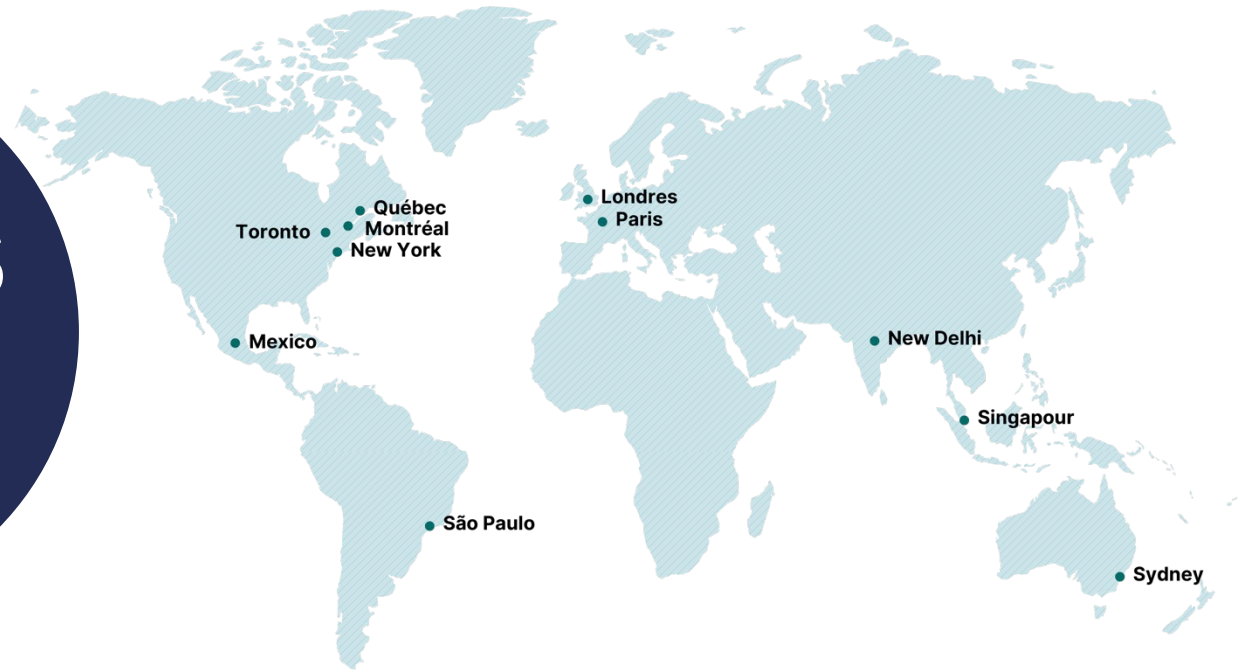 Québec
Londres
Paris
Toronto
Montréal
New York
Mexico
New Delhi
Singapour
São Paulo
Sydney